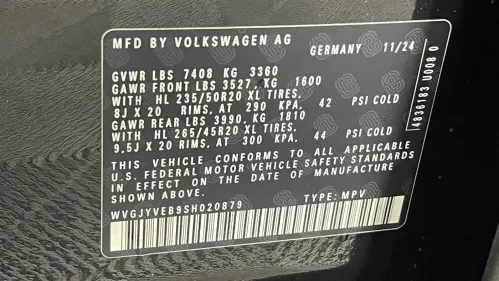 MFD BY VOLKSWAGEN AG GERMANY 11/24
GVWR LBS 7408 KG 3360
GAWR FRONT LBS 3527, KG 1600
WITH HL 235/50R20 XL TIRES,
8J X 20 RIMS, AT 290 KPA, 42 PSI COLD
GAWR REAR LBS 3990, KG 1810
WITH HL 265/45R20 XL TIRES,
9.5J X 20 RIMS, AT 300 KPA, 44 PSI COLD
THIS VEHICLE CONFORMS TO ALL APPLICABLE
U.S. FEDERAL MOTOR VEHICLE SAFETY STANDARDS
IN EFFECT ON THE DATE OF MANUFACTURE
SHOWN ABOVE.
WVGJYVEB9SH020879 TYPE: MPV
4836183 U008 0